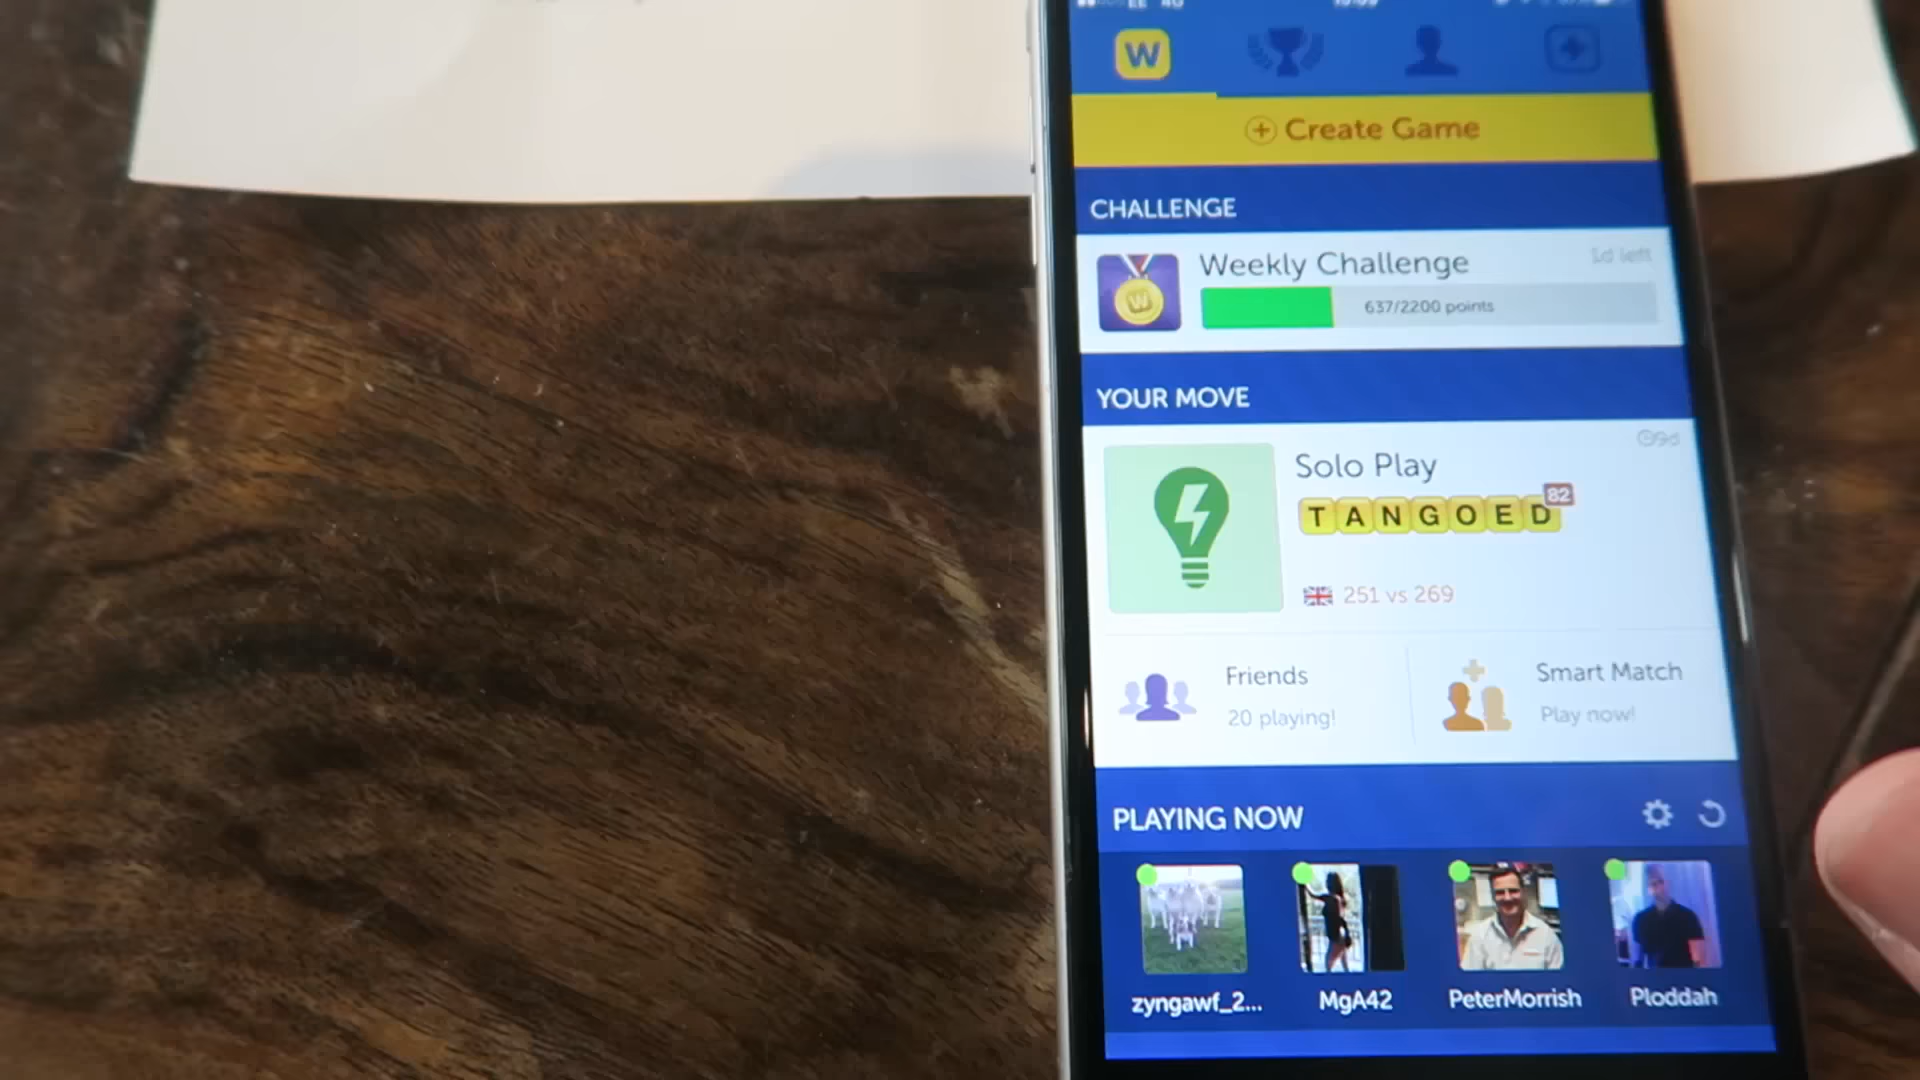 W
Create Game
CHALLENGE
Weekly Challenge
1d left
W
637/2200 points
YOUR MOVE
9d
Solo Play
TANGOED
82
251 vs 269
Friends
20 playing!
Smart Match
Play now!
PLAYING NOW
zyngawf_2...
MgA42
PeterMorrish
Ploddah